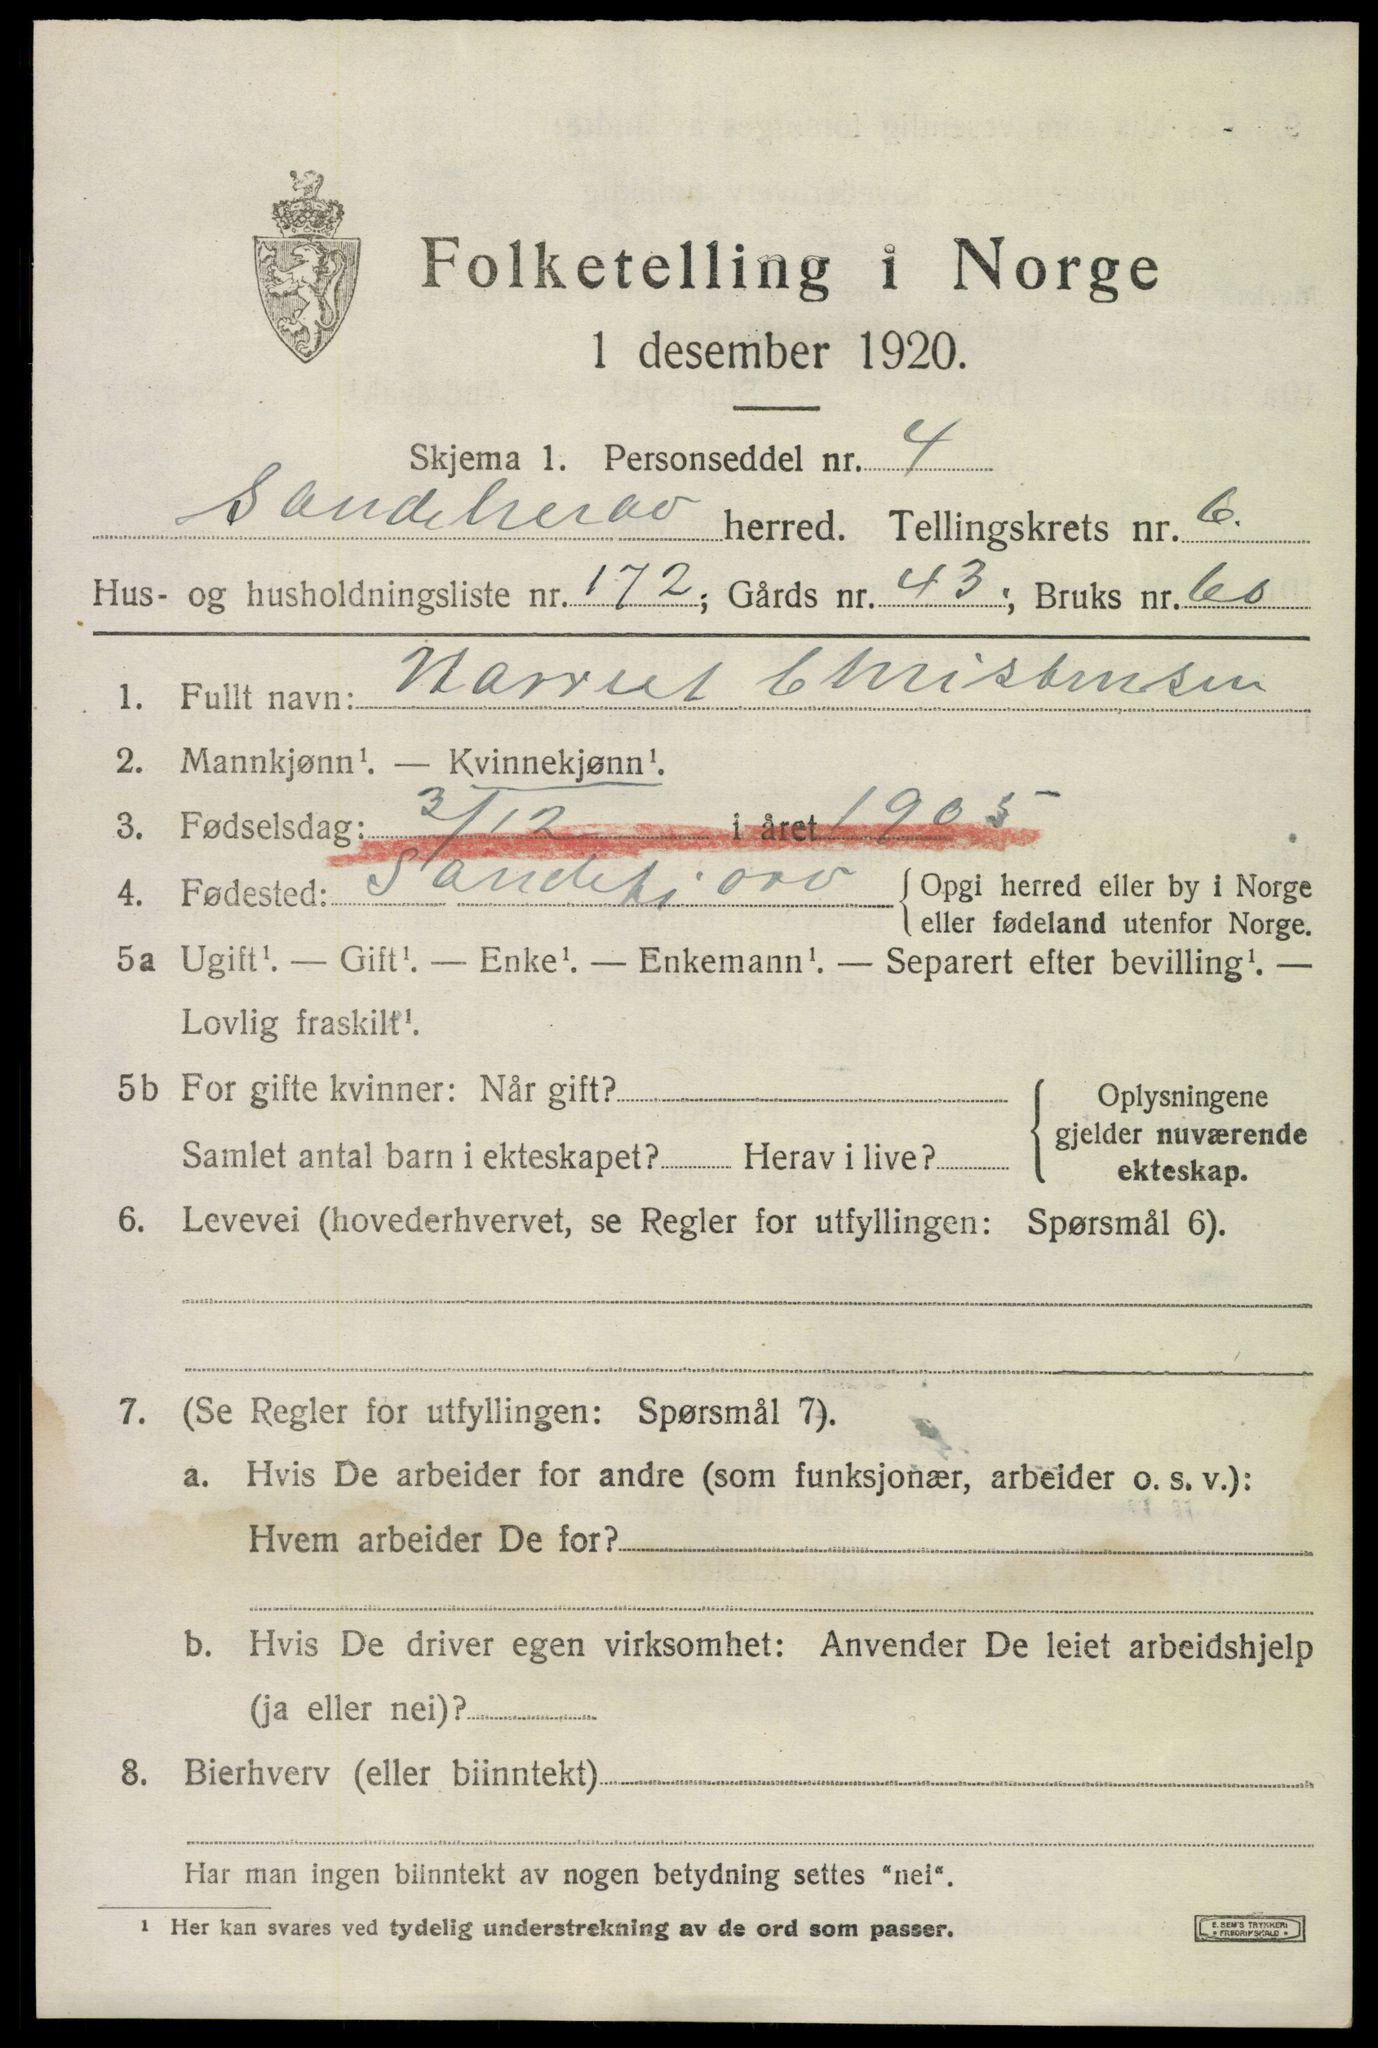 Folketelling i Norge
1 desember 1920.
Skjema 1. Personseddel nr. 4
Sandeherad herred. Tellingskrets nr. 6.
Hus- og husholdningsliste nr. 172; Gårds nr. 43; Bruks nr. 60
1. Fullt navn: Harriet Christensen
2. Mannkjønn¹. — Kvinnekjønn¹.
3. Fødselsdag: 3/12 i året 1905
4. Fødested: Sandefiord { Opgi herred eller by i Norge
eller fødeland utenfor Norge.
5a Ugift¹. — Gift¹. — Enke¹. — Enkemann¹. — Separert efter bevilling¹. —
Lovlig fraskilt¹.
5b For gifte kvinner: Når gift?
Samlet antal barn i ekteskapet? Herav i live?
{ Oplysningene
gjelder nuværende
ekteskap.
6. Levevei (hovederhvervet, se Regler for utfyllingen: Spørsmål 6).
7. (Se Regler for utfyllingen: Spørsmål 7).
a. Hvis De arbeider for andre (som funksjonær, arbeider o. s. v.):
Hvem arbeider De for?
b. Hvis De driver egen virksomhet: Anvender De leiet arbeidshjelp
(ja eller nei)?
8. Bierhverv (eller biinntekt)
Har man ingen biinntekt av nogen betydning settes "nei".
¹ Her kan svares ved tydelig understrekning av de ord som passer.
E. SEM'S TRYKKERI
* FREDRIKSHALD *